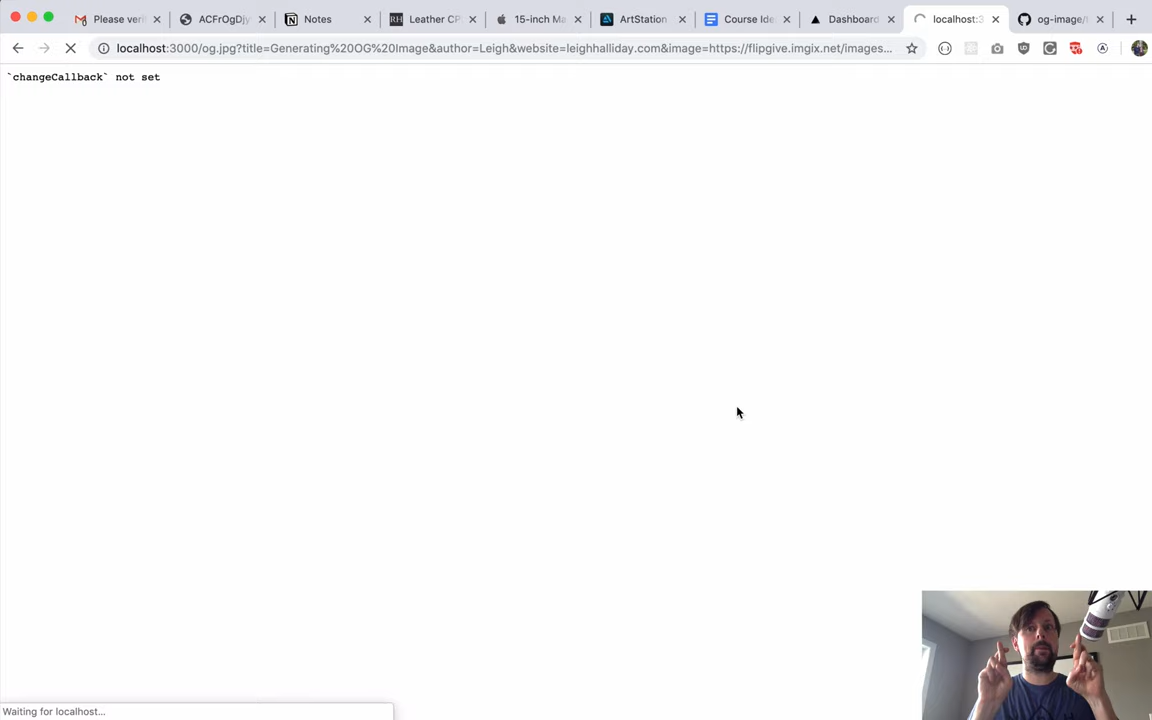 Please veri
ACFrOgDjy
Notes
RH Leather CP
15-inch Ma
ArtStation
Course Ide
Dashboard
localhost:3
og-image/
localhost:3000/og.jpg?title=Generating%20OG%20Image&author=Leigh&website=leighhalliday.com&image=https://flipgive.imgix.net/images...
`changeCallback` not set
Waiting for localhost...